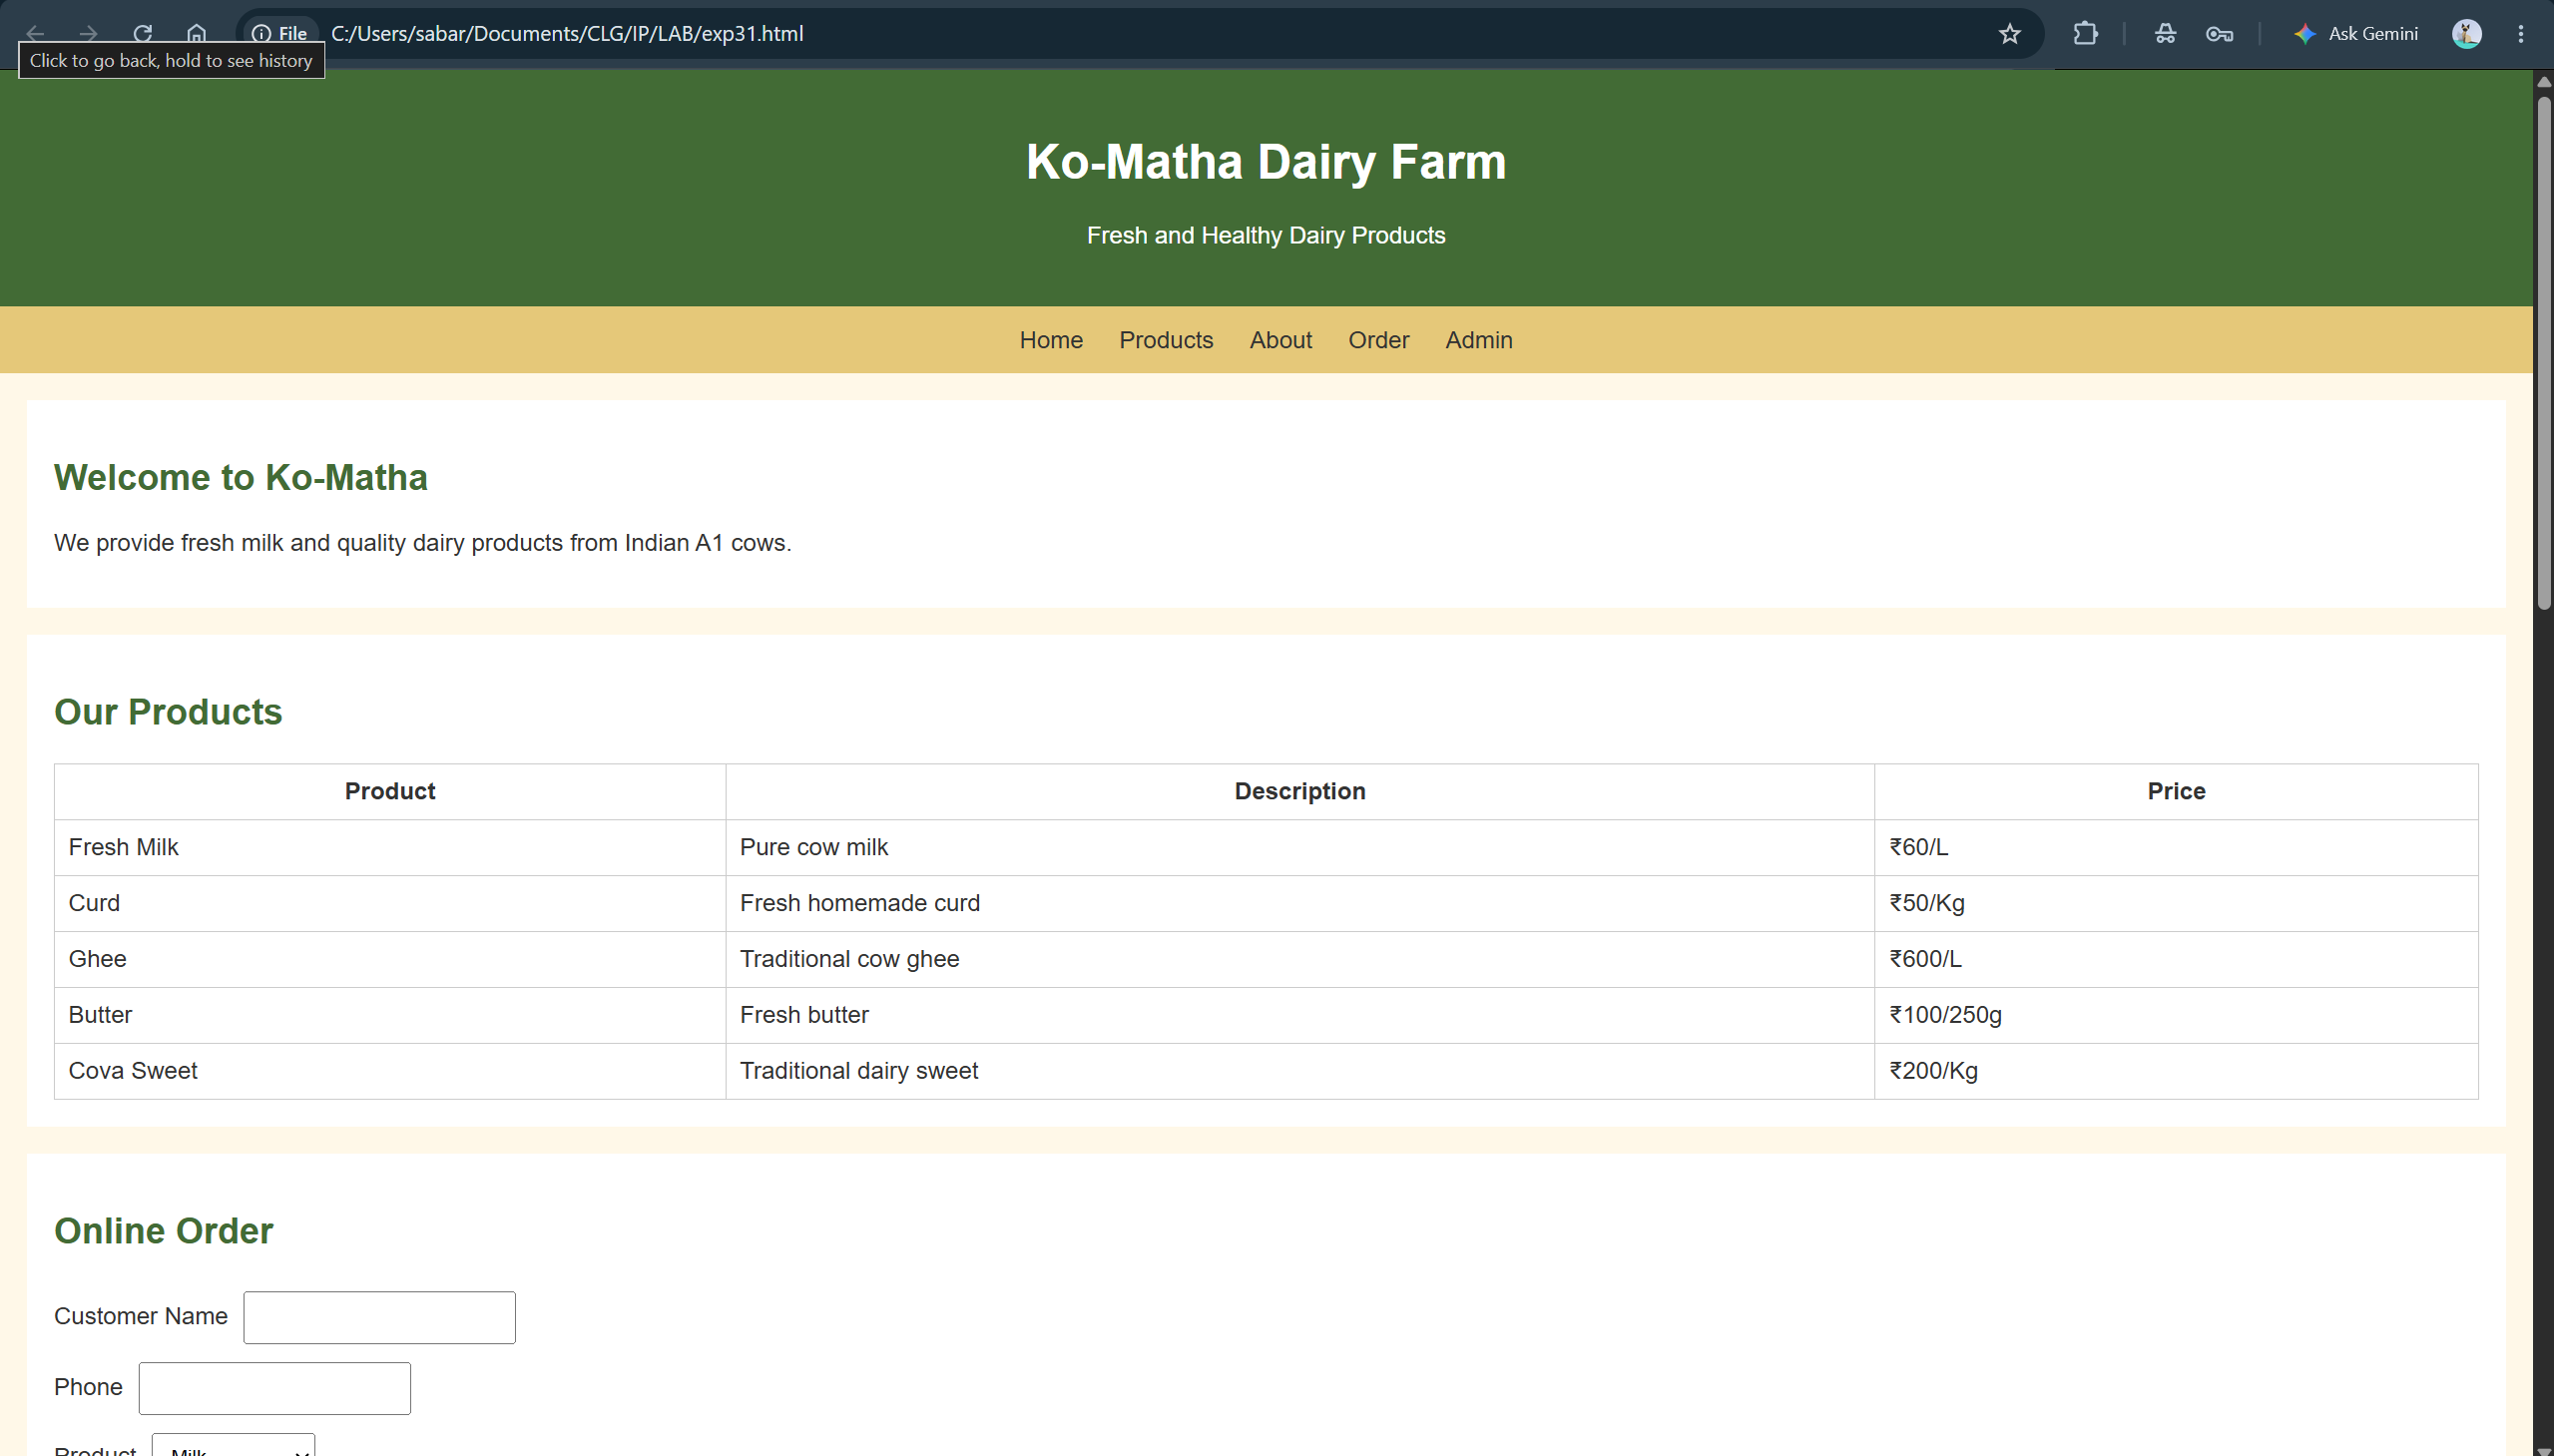 File C:/Users/sabar/Documents/CLG/IP/LAB/exp31.html Ask Gemini
Click to go back, hold to see history
Ko-Matha Dairy Farm
Fresh and Healthy Dairy Products
Home Products About Order Admin
Welcome to Ko-Matha
We provide fresh milk and quality dairy products from Indian A1 cows.
Our Products
Product Description Price
Fresh Milk Pure cow milk ₹60/L
Curd Fresh homemade curd ₹50/Kg
Ghee Traditional cow ghee ₹600/L
Butter Fresh butter ₹100/250g
Cova Sweet Traditional dairy sweet ₹200/Kg
Online Order
Customer Name
Phone
Product Milk